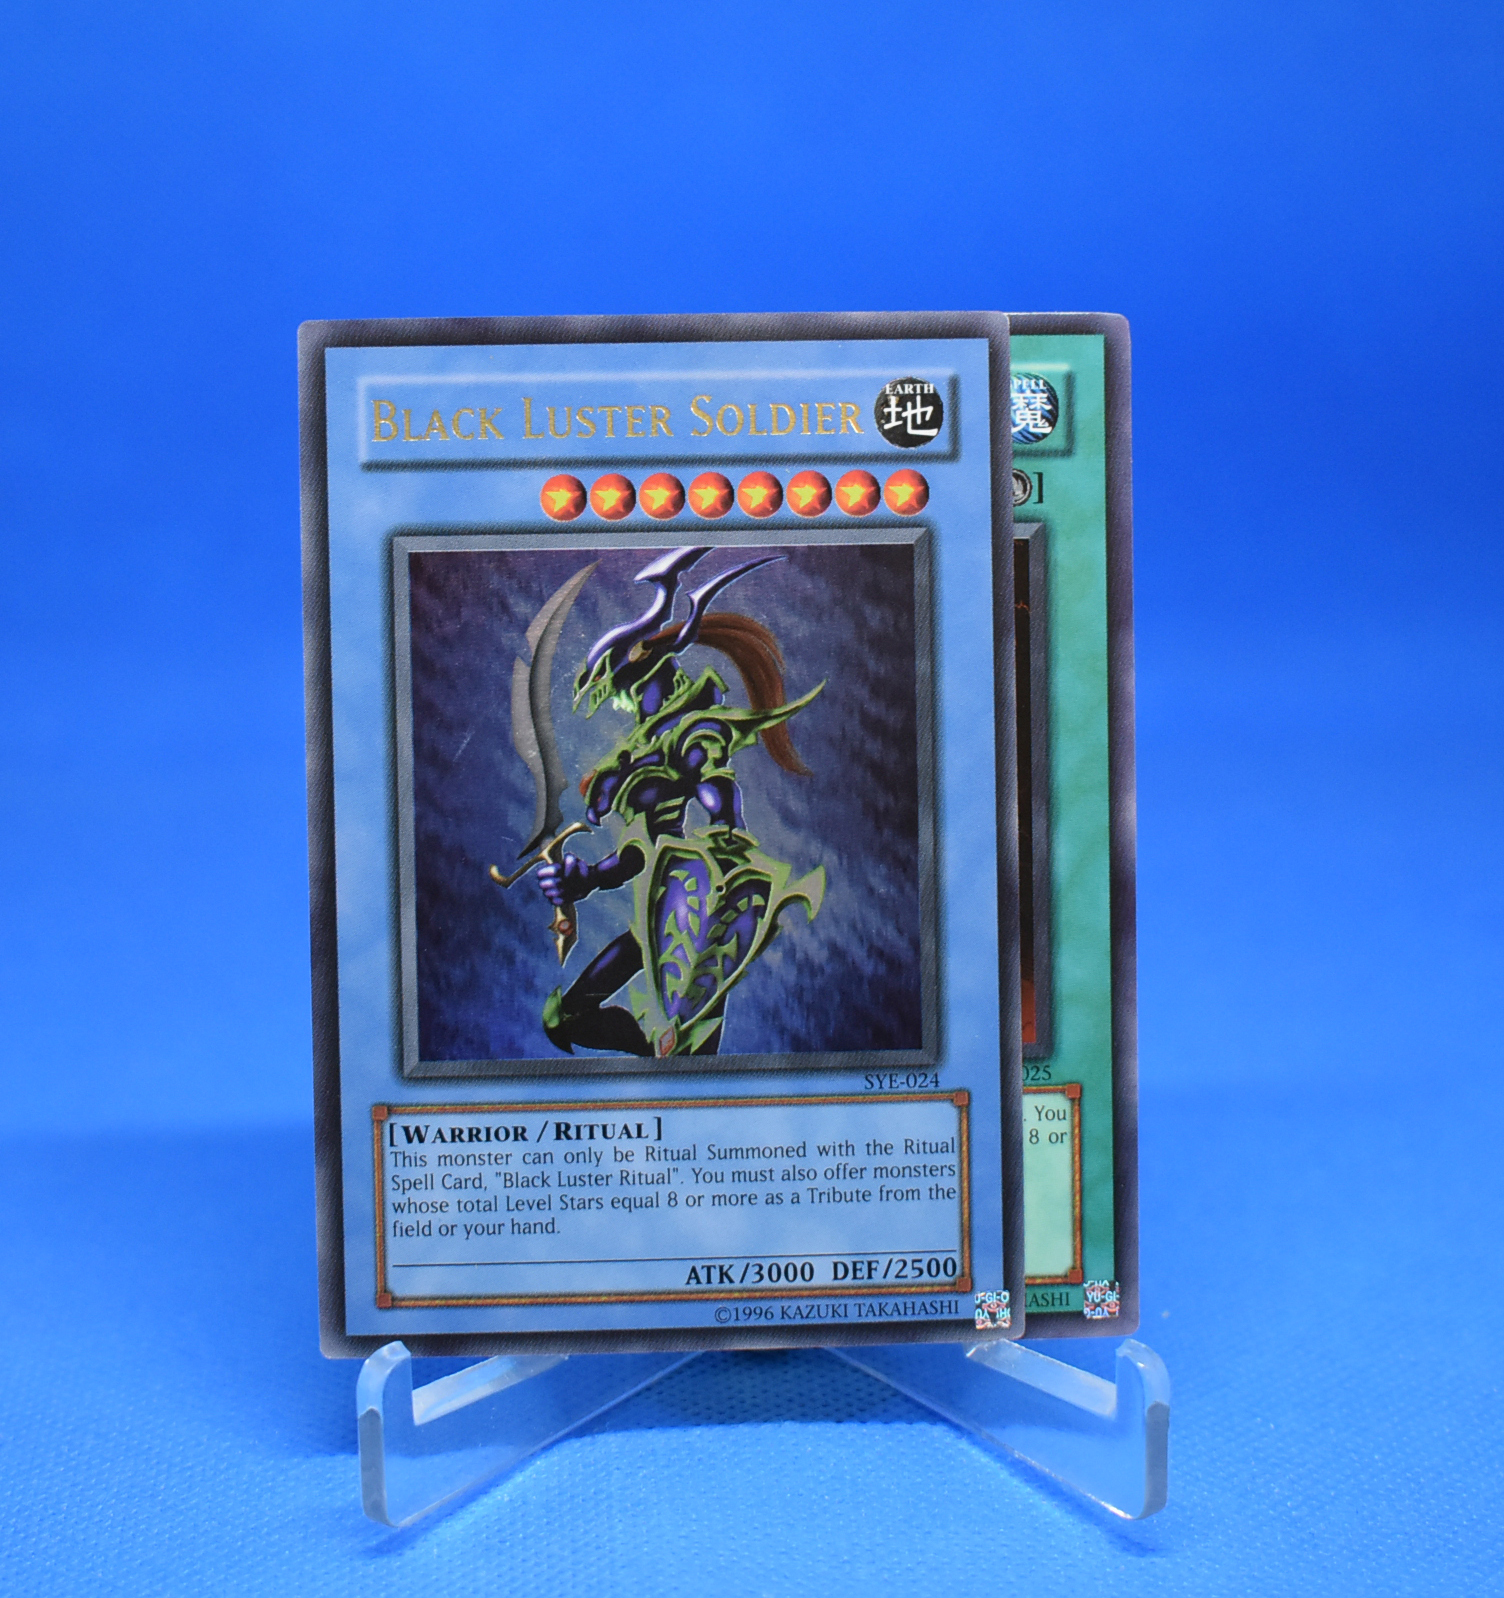 BLACK LUSTER SOLDIER
EARTH
地
SPELL
魔
]
SYE-024
025
[WARRIOR / RITUAL]
This monster can only be Ritual Summoned with the Ritual
Spell Card, "Black Luster Ritual". You must also offer monsters
whose total Level Stars equal 8 or more as a Tribute from the
field or your hand.
ATK/3000 DEF/2500
©1996 KAZUKI TAKAHASHI
. You
8 or
HASHI
YU-GI-